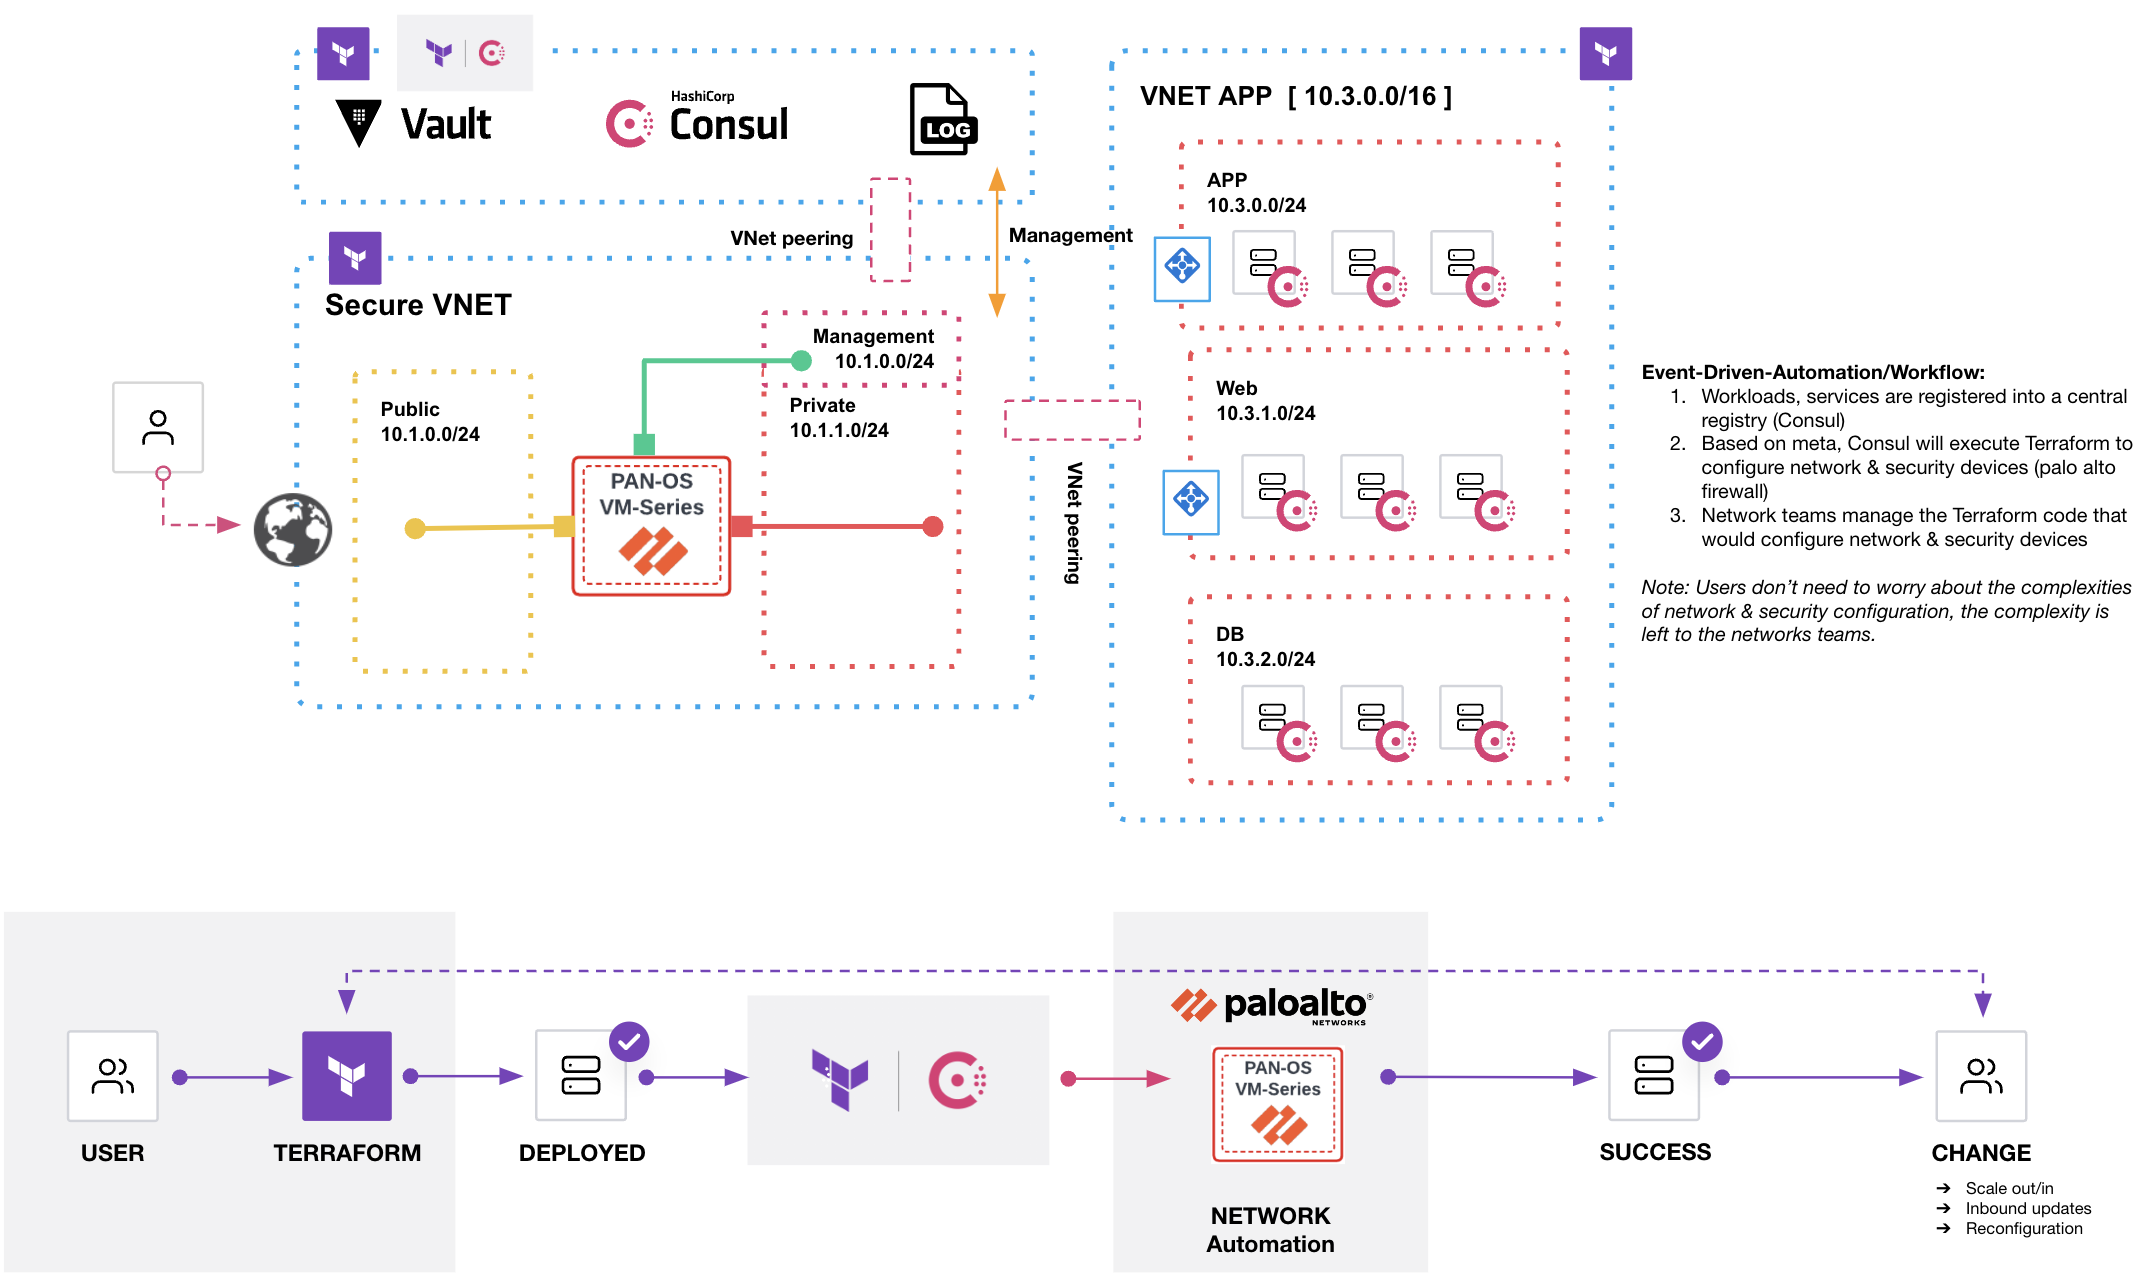 Vault
HashiCorp
Consul
LOG
VNet peering
Management
Secure VNET
Management
10.1.0.0/24
Public
10.1.0.0/24
Private
10.1.1.0/24
PAN-OS
VM-Series
VNet peering
VNET APP [ 10.3.0.0/16 ]
APP
10.3.0.0/24
Web
10.3.1.0/24
DB
10.3.2.0/24
Event-Driven-Automation/Workflow:
1. Workloads, services are registered into a central
registry (Consul)
2. Based on meta, Consul will execute Terraform to
configure network & security devices (palo alto
firewall)
3. Network teams manage the Terraform code that
would configure network & security devices
Note: Users don’t need to worry about the complexities
of network & security configuration, the complexity is
left to the networks teams.
USER
TERRAFORM
DEPLOYED
paloalto®
NETWORKS
PAN-OS
VM-Series
NETWORK
Automation
SUCCESS
CHANGE
➔ Scale out/in
➔ Inbound updates
➔ Reconfiguration